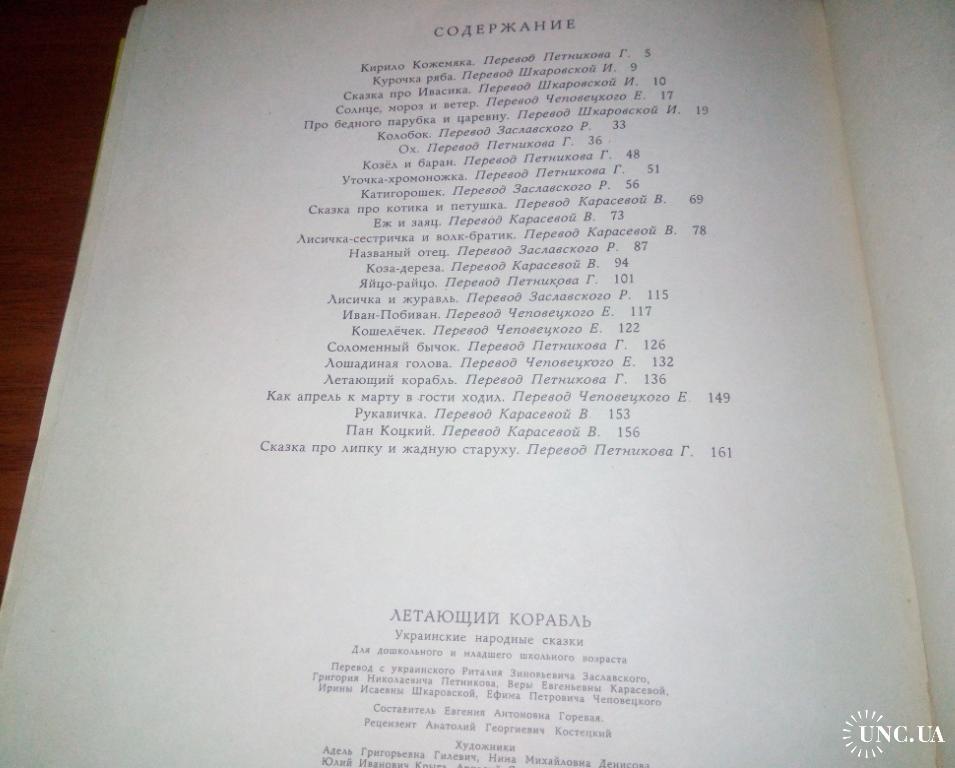 СОДЕРЖАНИЕ
Кирило Кожемяка. Перевод Петникова Г. 5
Курочка ряба. Перевод Шкаровской И. 9
Сказка про Ивасика. Перевод Шкаровской И. 10
Солнце, мороз и ветер. Перевод Чеповецкого Е. 17
Про бедного парубка и царевну. Перевод Шкаровской И. 19
Колобок. Перевод Заславского Р. 33
Ох. Перевод Петникова Г. 36
Козёл и баран. Перевод Петникова Г. 48
Уточка-хромоножка. Перевод Петникова Г. 51
Катигорошек. Перевод Заславского Р. 56
Сказка про котика и петушка. Перевод Карасевой В. 69
Еж и заяц. Перевод Карасевой В. 73
Лисичка-сестричка и волк-братик. Перевод Карасевой В. 78
Названый отец. Перевод Заславского Р. 87
Коза-дереза. Перевод Карасевой В. 94
Яйцо-райцо. Перевод Петникова Г. 101
Лисичка и журавль. Перевод Заславского Р. 115
Иван-Побиван. Перевод Чеповецкого Е. 117
Кошелёчек. Перевод Чеповецкого Е. 122
Соломенный бычок. Перевод Петникова Г. 126
Лошадиная голова. Перевод Чеповецкого Е. 132
Летающий корабль. Перевод Петникова Г. 136
Как апрель к марту в гости ходил. Перевод Чеповецкого Е. 149
Рукавичка. Перевод Карасевой В. 153
Пан Коцкий. Перевод Карасевой В. 156
Сказка про липку и жадную старуху. Перевод Петникова Г. 161
ЛЕТАЮЩИЙ КОРАБЛЬ
Украинские народные сказки
Для дошкольного и младшего школьного возраста
Перевод с украинского Риталия Зиновьевича Заславского,
Григория Николаевича Петникова, Веры Евгеньевны Карасевой,
Ирины Исаевны Шкаровской, Ефима Петровича Чеповецкого
Составитель Евгения Антоновна Горевая.
Рецензент Анатолий Георгиевич Костецкий
Художники
Адель Григорьевна Гилевич, Нина Михайловна Денисова,
Юлий Иванович
UNC.UA